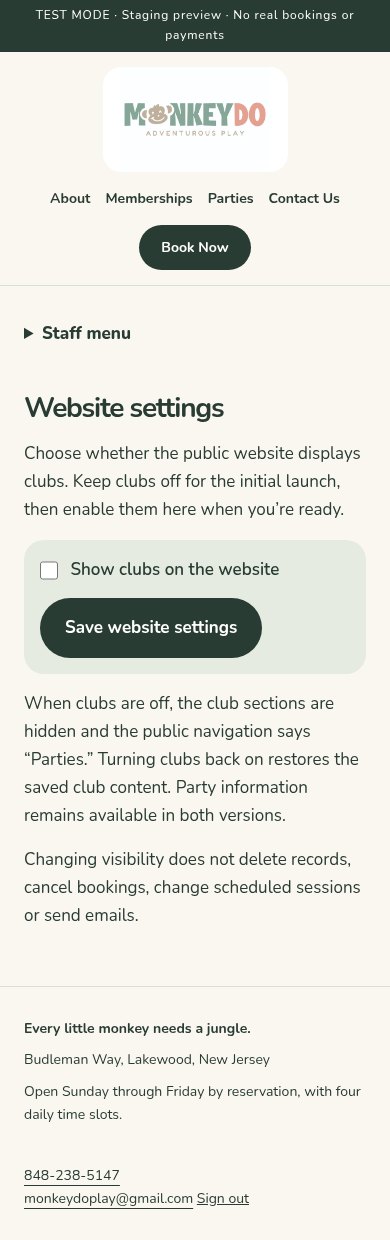 TEST MODE · Staging preview · No real bookings or
payments
MONKEYDO
ADVENTUROUS PLAY
About Memberships Parties Contact Us
Book Now
Staff menu
Website settings
Choose whether the public website displays
clubs. Keep clubs off for the initial launch,
then enable them here when you’re ready.
Show clubs on the website
Save website settings
When clubs are off, the club sections are
hidden and the public navigation says
“Parties.” Turning clubs back on restores the
saved club content. Party information
remains available in both versions.
Changing visibility does not delete records,
cancel bookings, change scheduled sessions
or send emails.
Every little monkey needs a jungle.
Budleman Way, Lakewood, New Jersey
Open Sunday through Friday by reservation, with four
daily time slots.
848-238-5147
monkeydoplay@gmail.com Sign out